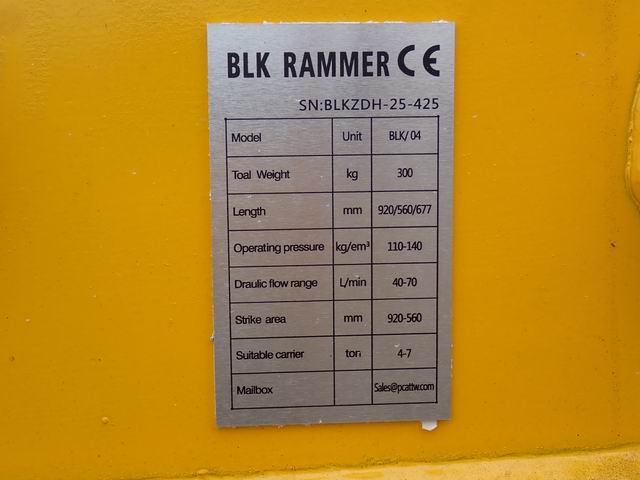 BLK RAMMER CE
SN:BLKZDH-25-425
Model Unit BLK/04
Toal Weight kg 300
Length mm 920/560/677
Operating pressure kg/em³ 110-140
Draulic flow range L/min 40-70
Strike area mm 920-560
Suitable carrier ton 4-7
Mailbox Sales@pcattw.com